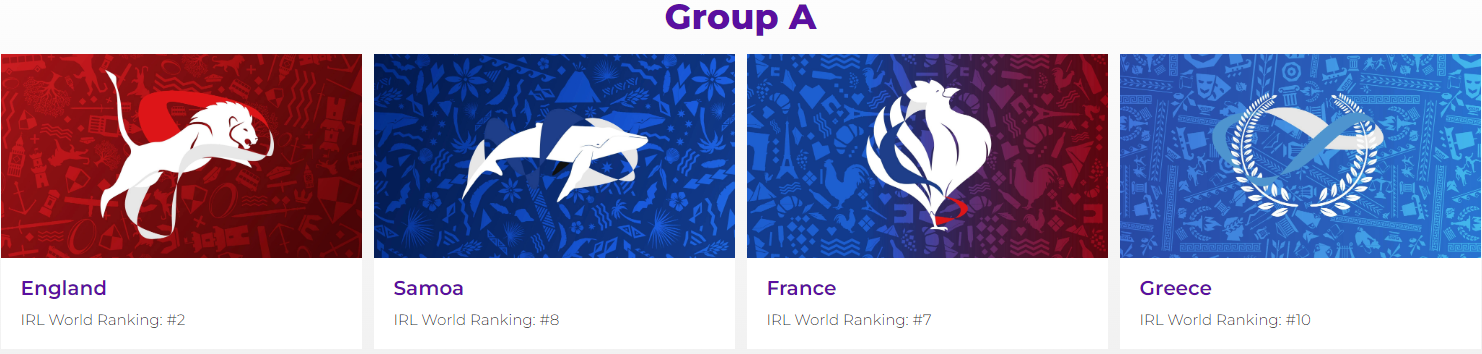 Group A
England
IRL World Ranking: #2
Samoa
IRL World Ranking: #8
France
IRL World Ranking: #7
Greece
IRL World Ranking: #10